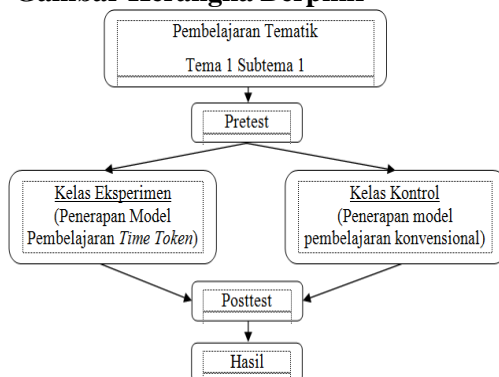 Gambar Kerangka Berpikir
Pembelajaran Tematik
Tema 1 Subtema 1
Pretest
Kelas Eksperimen
(Penerapan Model
Pembelajaran Time Token)
Kelas Kontrol
(Penerapan model
pembelajaran konvensional)
Posttest
Hasil